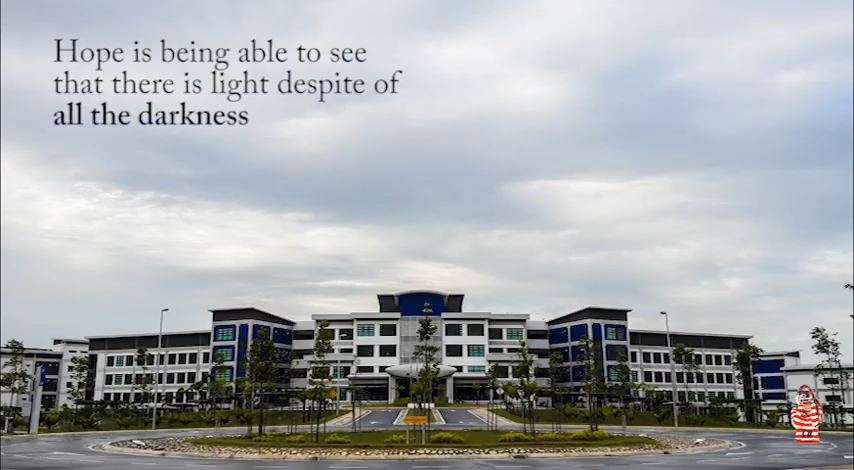 Hope is being able to see
that there is light despite of
all the darkness